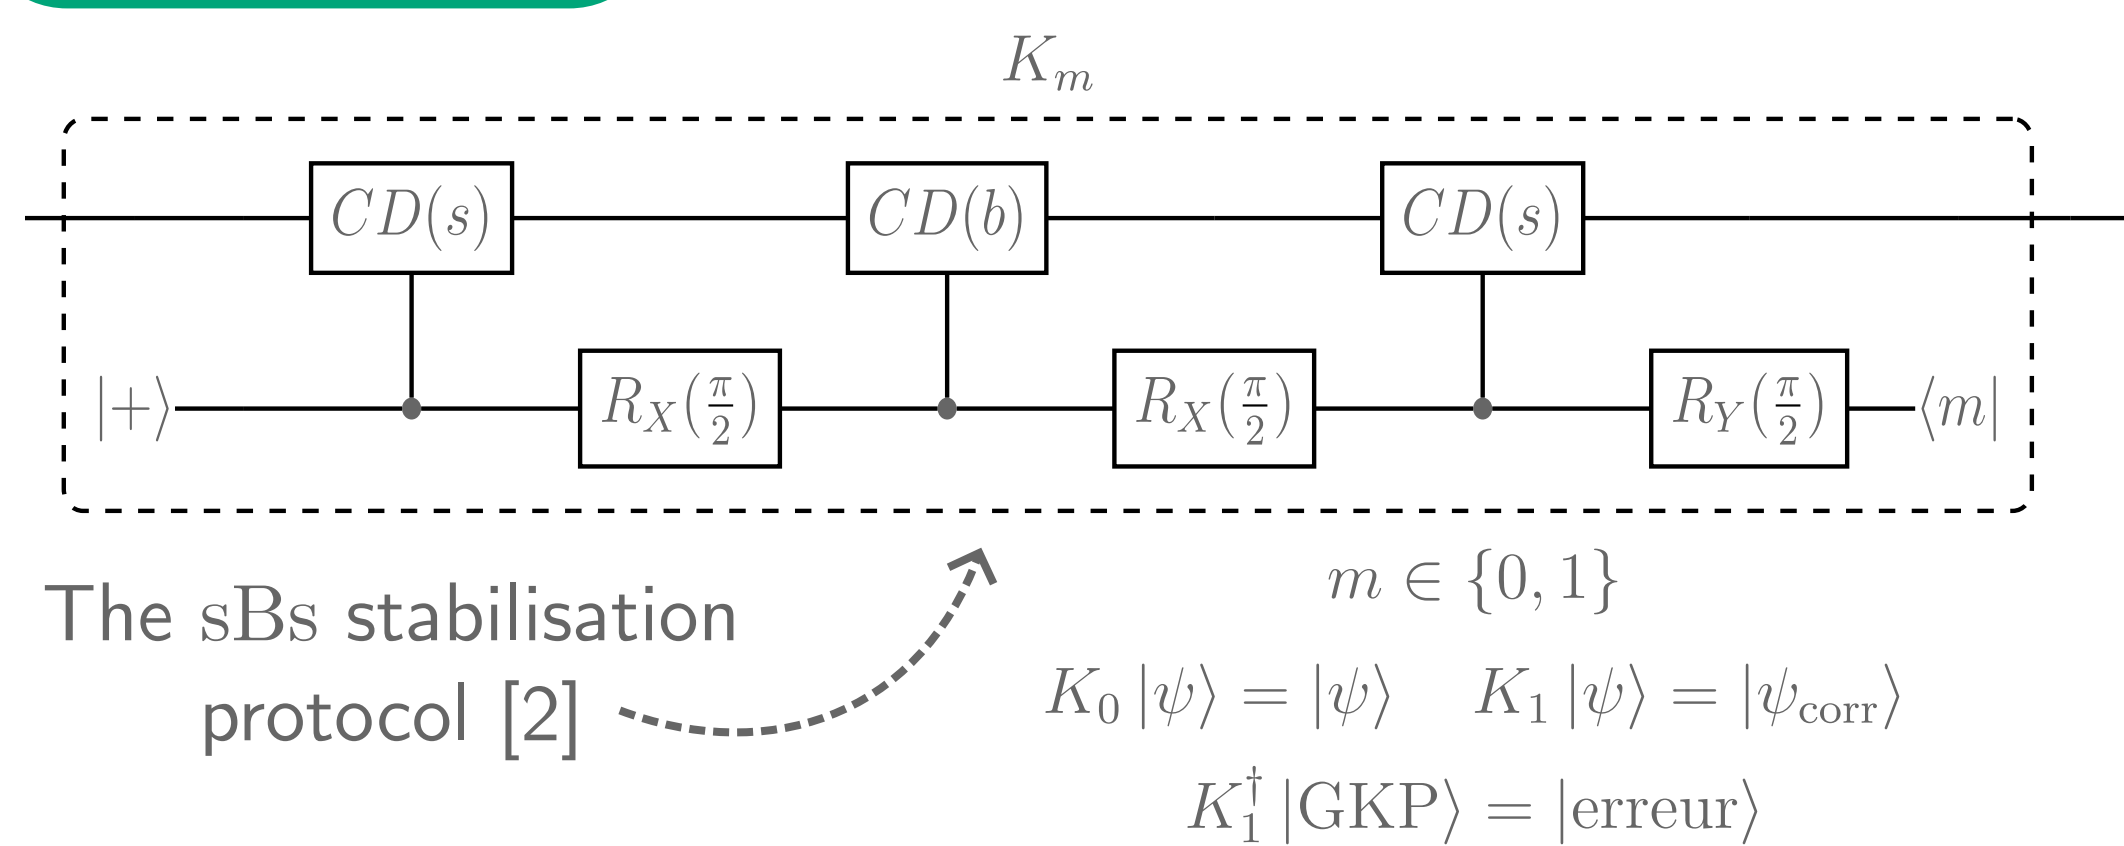 K_m
CD(s) CD(b) CD(s)
|+⟩ R_X(π/2) R_X(π/2) R_Y(π/2) ⟨m|
The sBs stabilisation
protocol [2]
m ∈ {0, 1}
K_0 |ψ⟩ = |ψ⟩ K_1 |ψ⟩ = |ψ_corr⟩
K_1^† |GKP⟩ = |erreur⟩